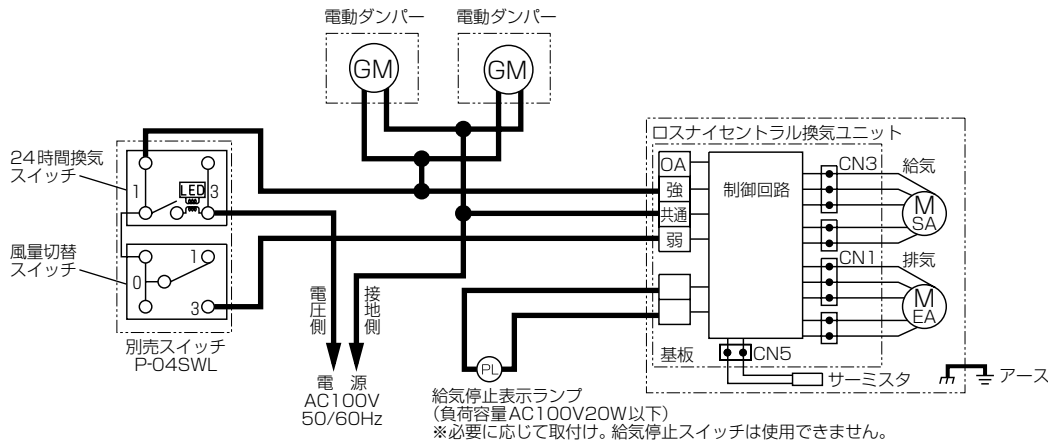 電動ダンパー
電動ダンパー
GM
GM
24時間換気
スイッチ
1
LED
3
風量切替
スイッチ
1
0
3
別売スイッチ
P-04SWL
電圧側
接地側
電 源
AC100V
50/60Hz
ロスナイセントラル換気ユニット
OA
強
共通
弱
制御回路
CN3
給気
M
SA
CN1
排気
M
EA
基板
CN5
サーミスタ
アース
PL
給気停止表示ランプ
(負荷容量AC100V20W以下)
※必要に応じて取付け。給気停止スイッチは使用できません。